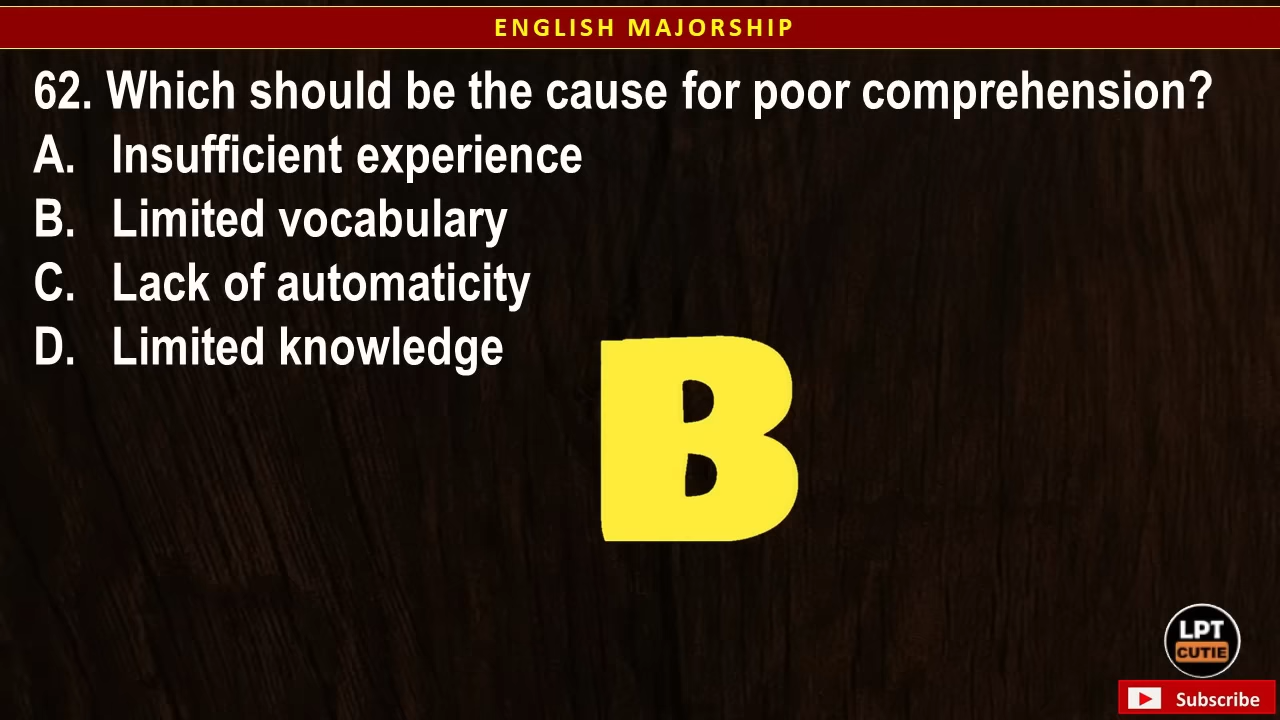 ENGLISH MAJORSHIP
62. Which should be the cause for poor comprehension?
A. Insufficient experience
B. Limited vocabulary
C. Lack of automaticity
D. Limited knowledge
B
LPT
CUTIE
Subscribe